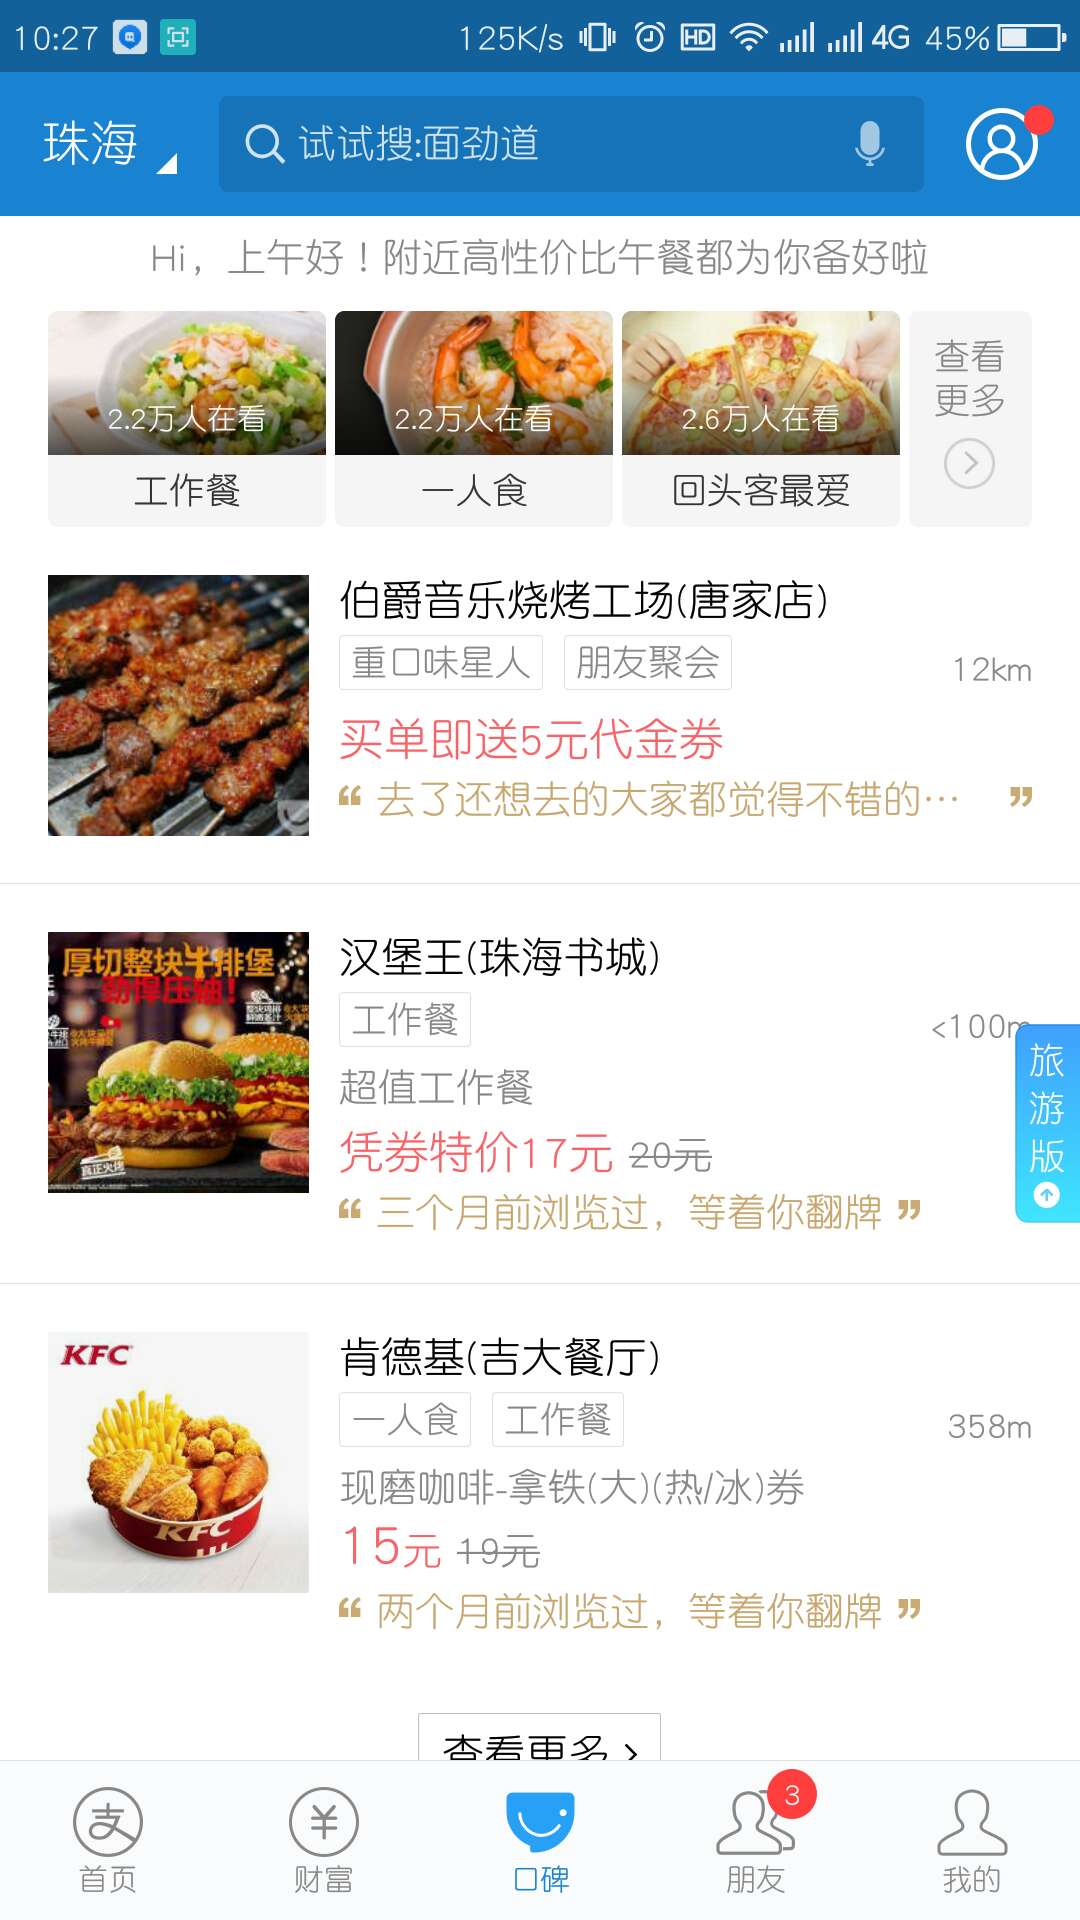 10:27 125K/s HD 4G 45%
珠海 试试搜:面劲道
Hi，上午好！附近高性价比午餐都为你备好啦
2.2万人在看 2.2万人在看 2.6万人在看
工作餐 一人食 回头客最爱
查看
更多
伯爵音乐烧烤工场(唐家店)
重口味星人 朋友聚会 12km
买单即送5元代金券
“ 去了还想去的大家都觉得不错的… ”
厚切整块牛排堡
劲悍压轴!
真正火烤
汉堡王(珠海书城)
工作餐 <100m
超值工作餐
凭券特价17元 20元
“ 三个月前浏览过，等着你翻牌 ”
旅
游
版
KFC
KFC
肯德基(吉大餐厅)
一人食 工作餐 358m
现磨咖啡-拿铁(大)(热/冰)券
15元 19元
“ 两个月前浏览过，等着你翻牌 ”
查看更多 >
支 ¥ 3
首页 财富 口碑 朋友 我的